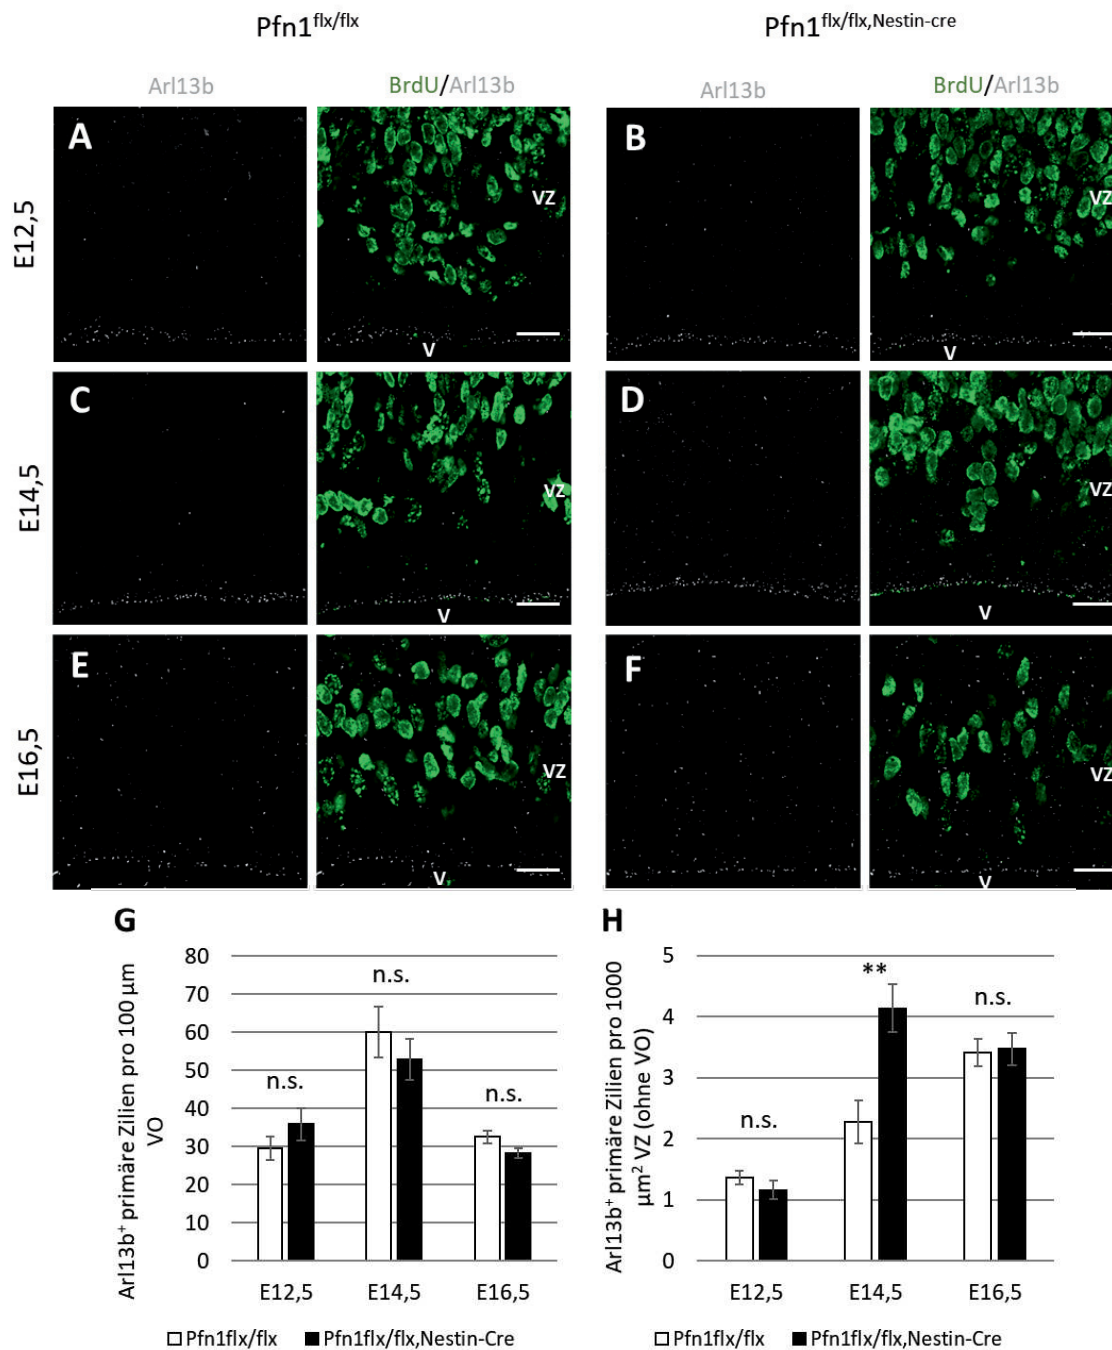 Pfn1flx/flx Pfn1flx/flx,Nestin-cre
Arl13b BrdU/Arl13b Arl13b BrdU/Arl13b
E12,5
A
VZ
V
B
VZ
V
E14,5
C
VZ
V
D
VZ
V
E16,5
E
VZ
V
F
VZ
V
G
Arl13b+ primäre Zilien pro 100 µm
VO
80
70
60
50
40
30
20
10
0
n.s.
n.s.
n.s.
E12,5 E14,5 E16,5
Pfn1flx/flx Pfn1flx/flx,Nestin-Cre
H
Arl13b+ primäre Zilien pro 1000
µm2 VZ (ohne VO)
5
4
3
2
1
0
n.s.
**
n.s.
E12,5 E14,5 E16,5
Pfn1flx/flx Pfn1flx/flx,Nestin-Cre